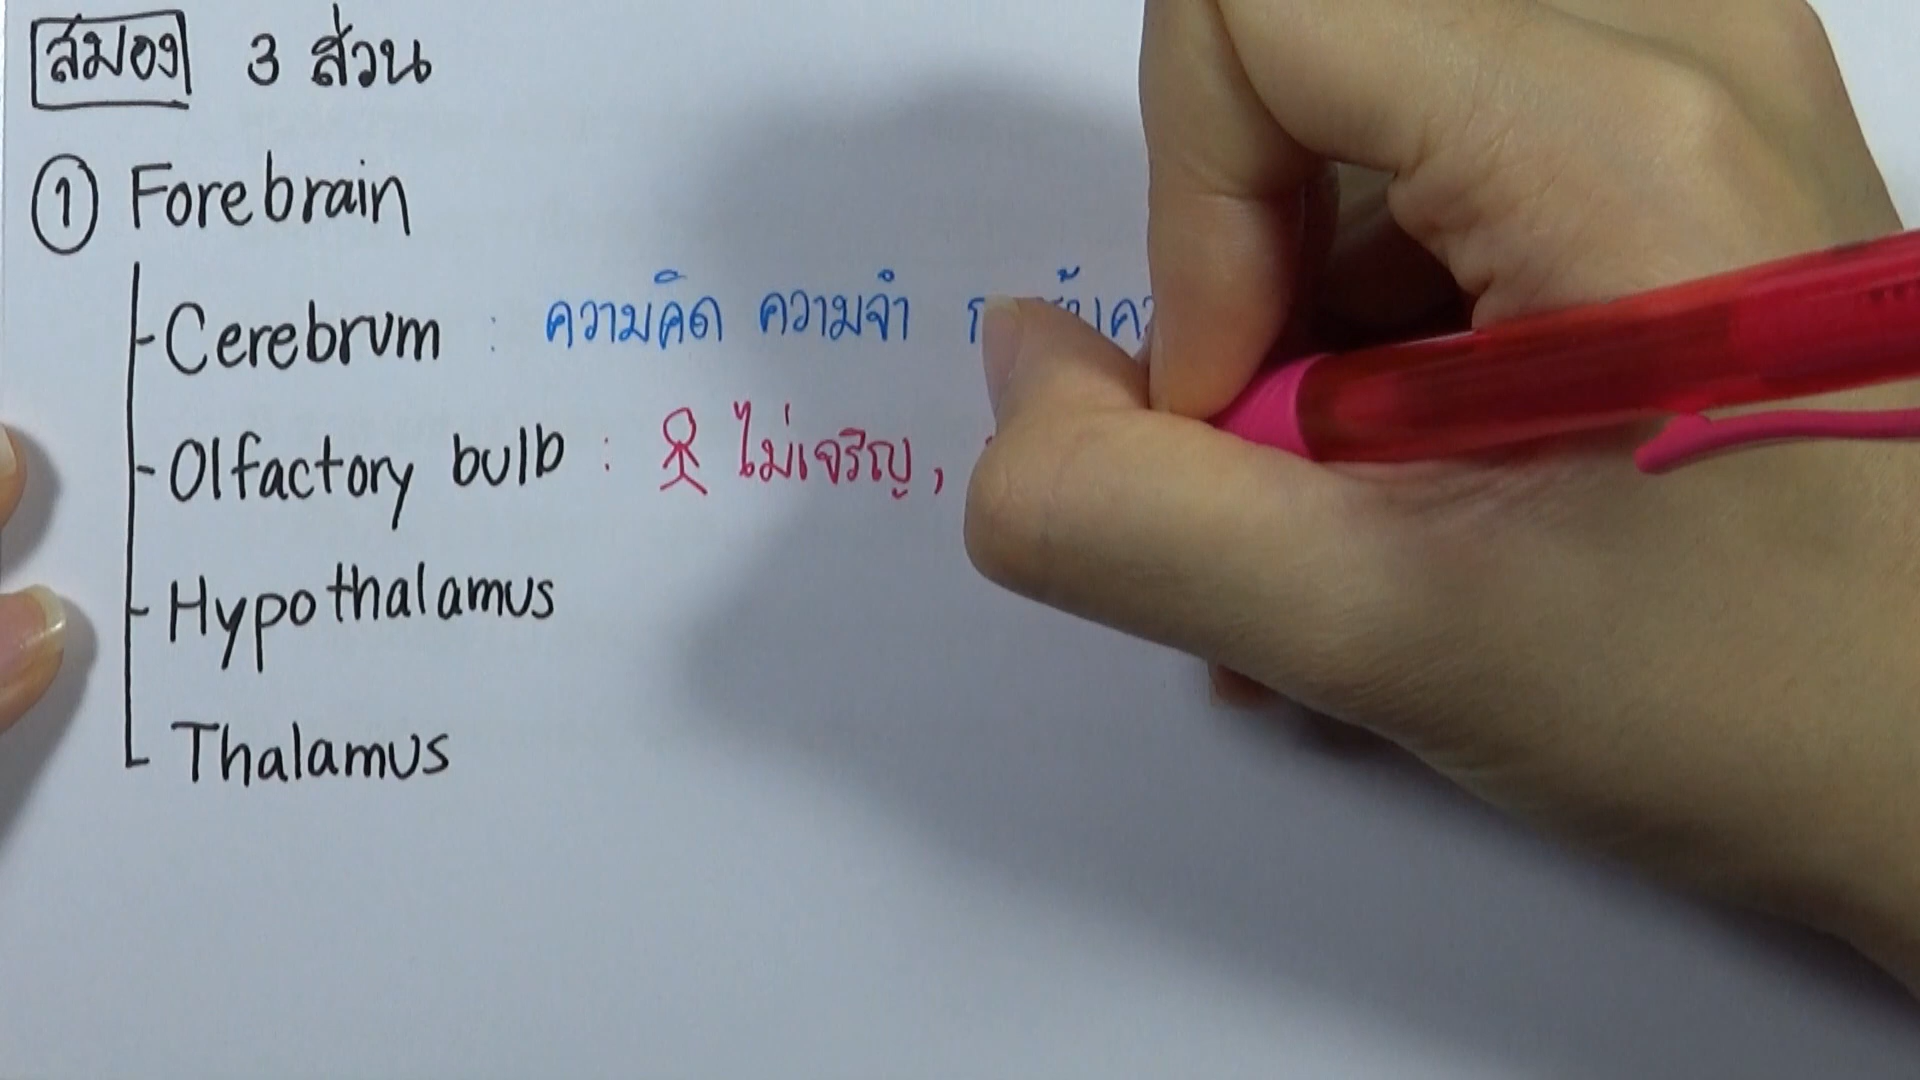 สมอง 3 ส่วน
① Forebrain
- Cerebrum : ความคิด ความจำ
- Olfactory bulb : ไม่เจริญ,
- Hypothalamus
Thalamus